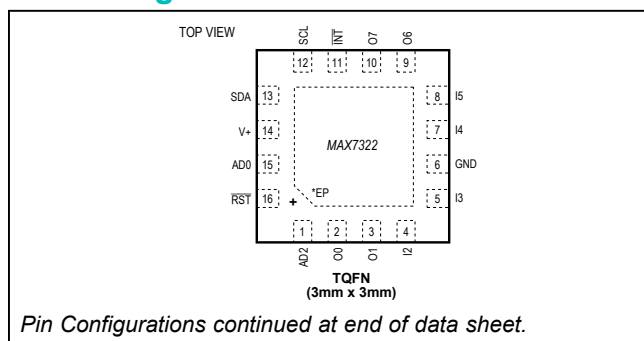 TOP VIEW
SCL
INT
O7
O6
12
11
10
9
SDA
13
8
I5
V+
14
7
I4
MAX7322
AD0
15
6
GND
RST
16
*EP
5
I3
+
1
2
3
4
AD2
O0
O1
I2
TQFN
(3mm x 3mm)
Pin Configurations continued at end of data sheet.